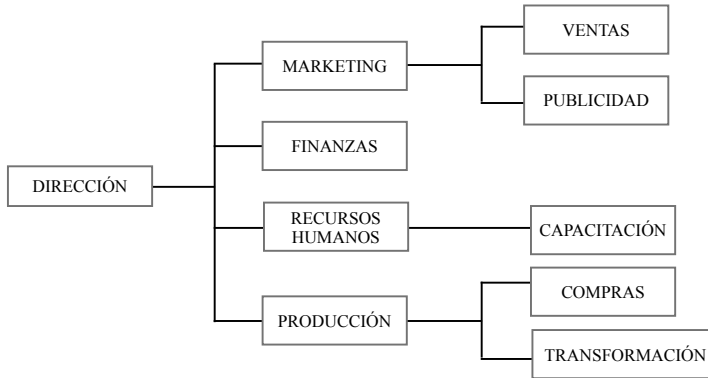 VENTAS
MARKETING
PUBLICIDAD
FINANZAS
DIRECCIÓN
RECURSOS
HUMANOS
CAPACITACIÓN
COMPRAS
PRODUCCIÓN
TRANSFORMACIÓN